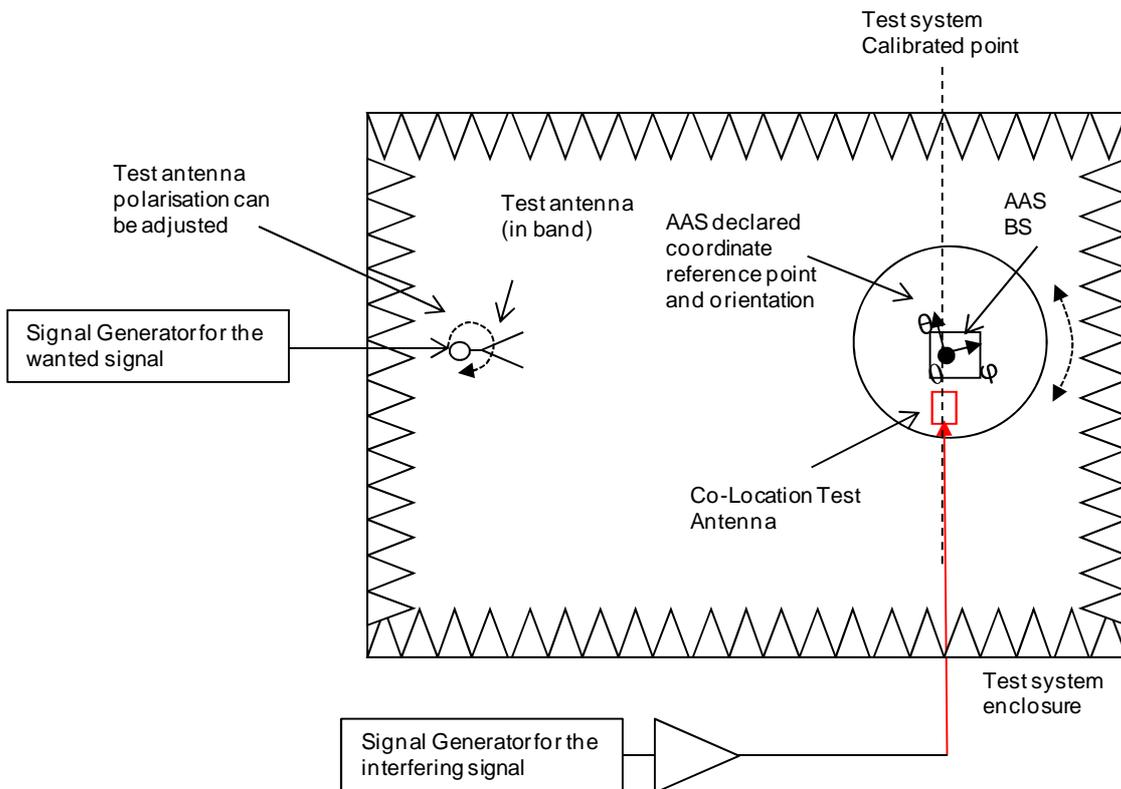 Test system
Calibrated point
Test antenna
polarisation can
be adjusted
Test antenna
(in band)
AAS declared
coordinate
reference point
and orientation
AAS
BS
Signal Generator for the
wanted signal
θ
θ
φ
Co-Location Test
Antenna
Test system
enclosure
Signal Generator for the
interfering signal